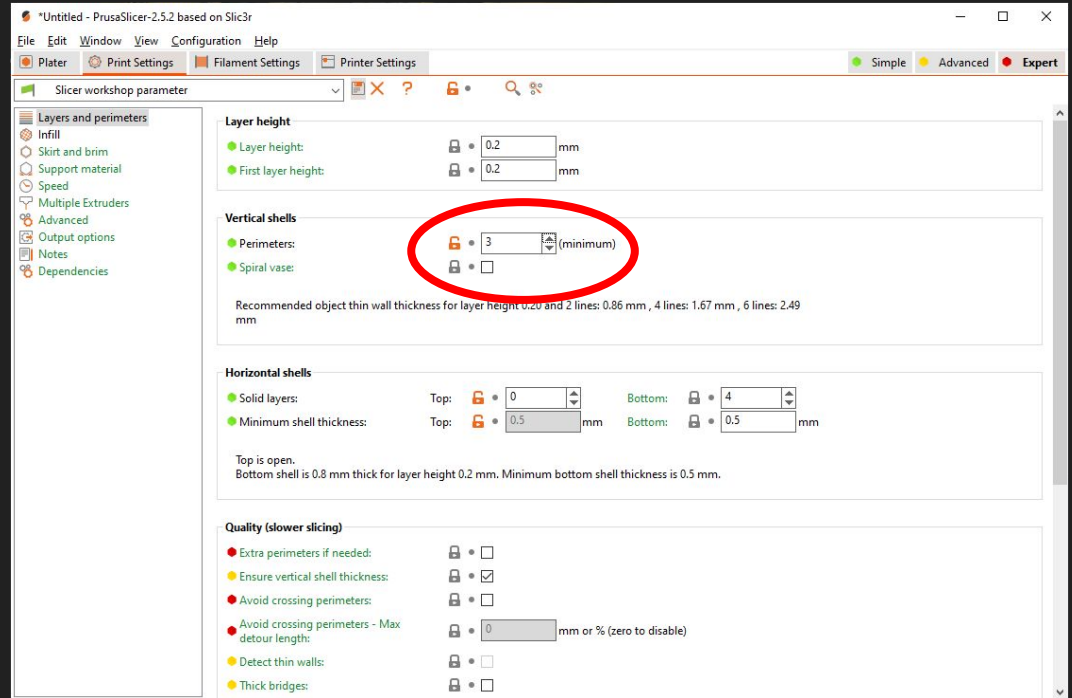 *Untitled - PrusaSlicer-2.5.2 based on Slic3r
File Edit Window View Configuration Help
Plater Print Settings Filament Settings Printer Settings Simple Advanced Expert
Slicer workshop parameter
Layers and perimeters
Infill
Skirt and brim
Support material
Speed
Multiple Extruders
Advanced
Output options
Notes
Dependencies
Layer height
Layer height: 0.2 mm
First layer height: 0.2 mm
Vertical shells
Perimeters: 3 (minimum)
Spiral vase:
Recommended object thin wall thickness for layer height 0.20 and 2 lines: 0.86 mm , 4 lines: 1.67 mm , 6 lines: 2.49
mm
Horizontal shells
Solid layers: Top: 0 Bottom: 4
Minimum shell thickness: Top: 0.5 mm Bottom: 0.5 mm
Top is open.
Bottom shell is 0.8 mm thick for layer height 0.2 mm. Minimum bottom shell thickness is 0.5 mm.
Quality (slower slicing)
Extra perimeters if needed:
Ensure vertical shell thickness:
Avoid crossing perimeters:
Avoid crossing perimeters - Max
detour length: 0 mm or % (zero to disable)
Detect thin walls:
Thick bridges: